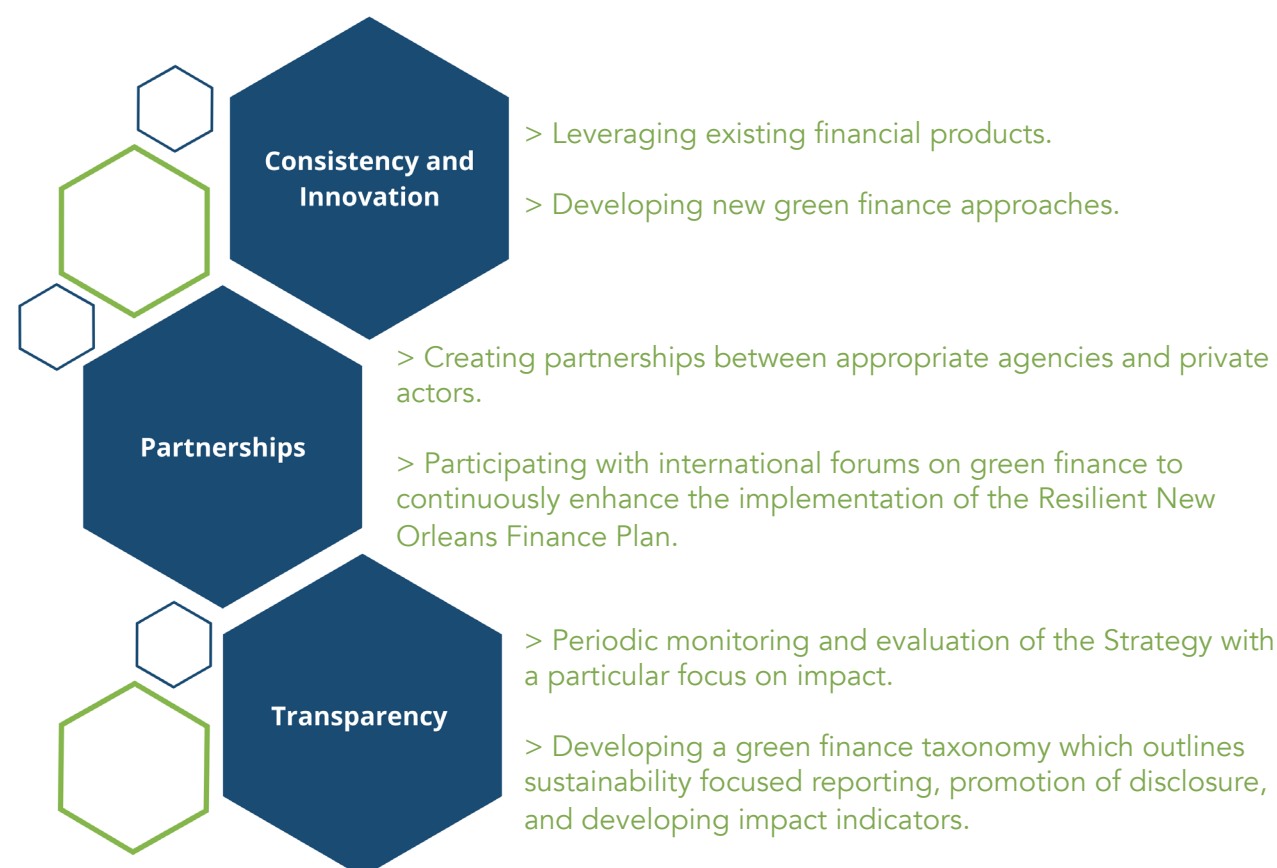 Consistency and
Innovation
> Leveraging existing financial products.
> Developing new green finance approaches.
Partnerships
> Creating partnerships between appropriate agencies and private
actors.
> Participating with international forums on green finance to
continuously enhance the implementation of the Resilient New
Orleans Finance Plan.
Transparency
> Periodic monitoring and evaluation of the Strategy with
a particular focus on impact.
> Developing a green finance taxonomy which outlines
sustainability focused reporting, promotion of disclosure,
and developing impact indicators.